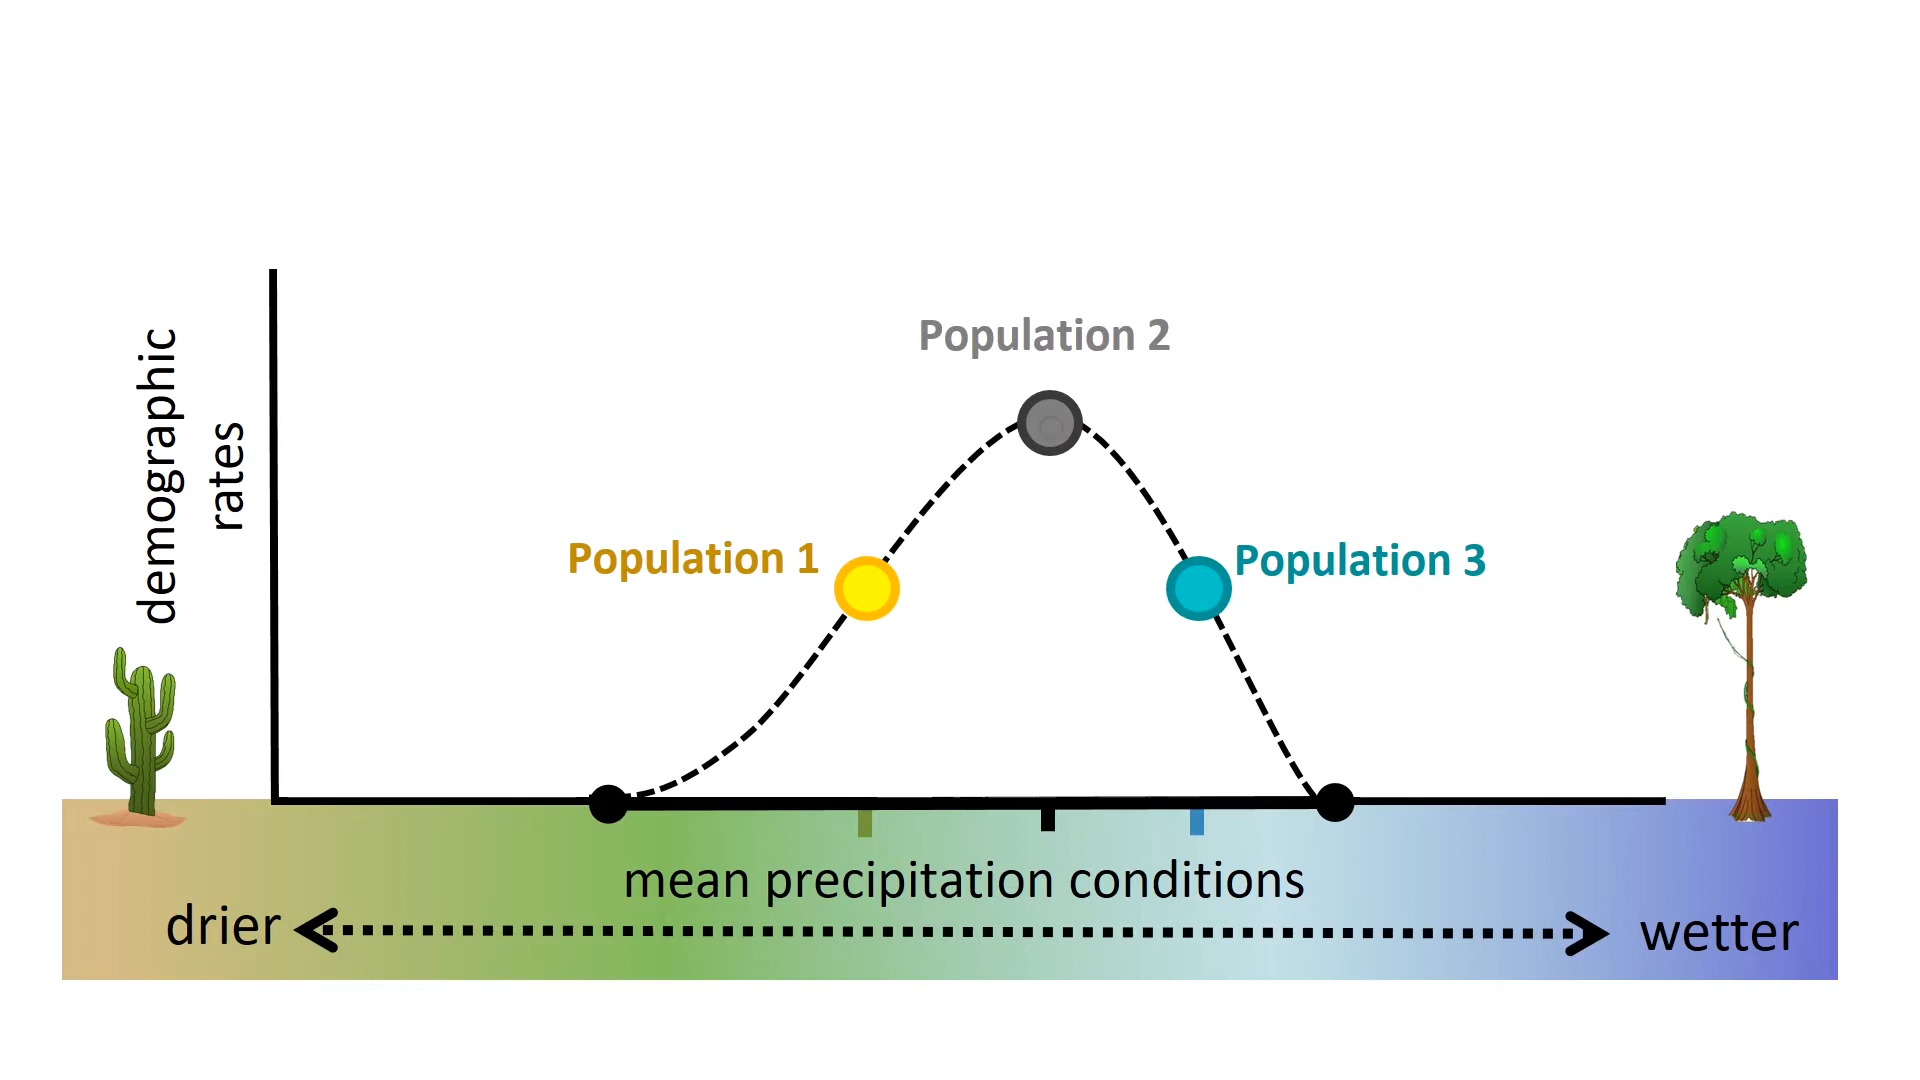 demographic
rates
Population 2
Population 1
Population 3
mean precipitation conditions
drier
wetter